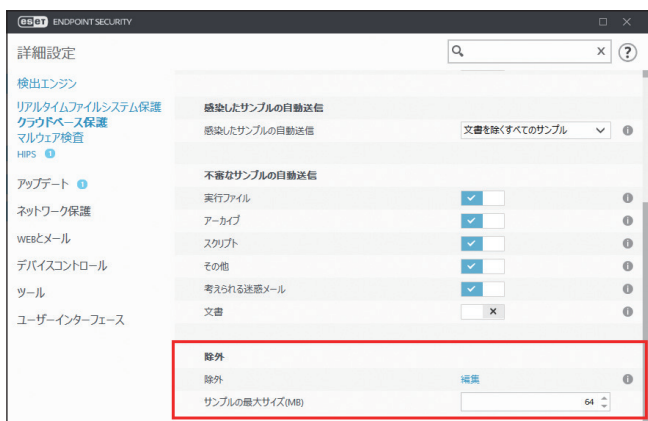 eset ENDPOINT SECURITY
詳細設定
検出エンジン
リアルタイムファイルシステム保護
クラウドベース保護
マルウェア検査
HIPS 1
アップデート 1
ネットワーク保護
WEBとメール
デバイスコントロール
ツール
ユーザーインターフェース
感染したサンプルの自動送信
感染したサンプルの自動送信 文書を除くすべてのサンプル
不審なサンプルの自動送信
実行ファイル
アーカイブ
スクリプト
その他
考えられる迷惑メール
文書
除外
除外 編集
サンプルの最大サイズ(MB) 64